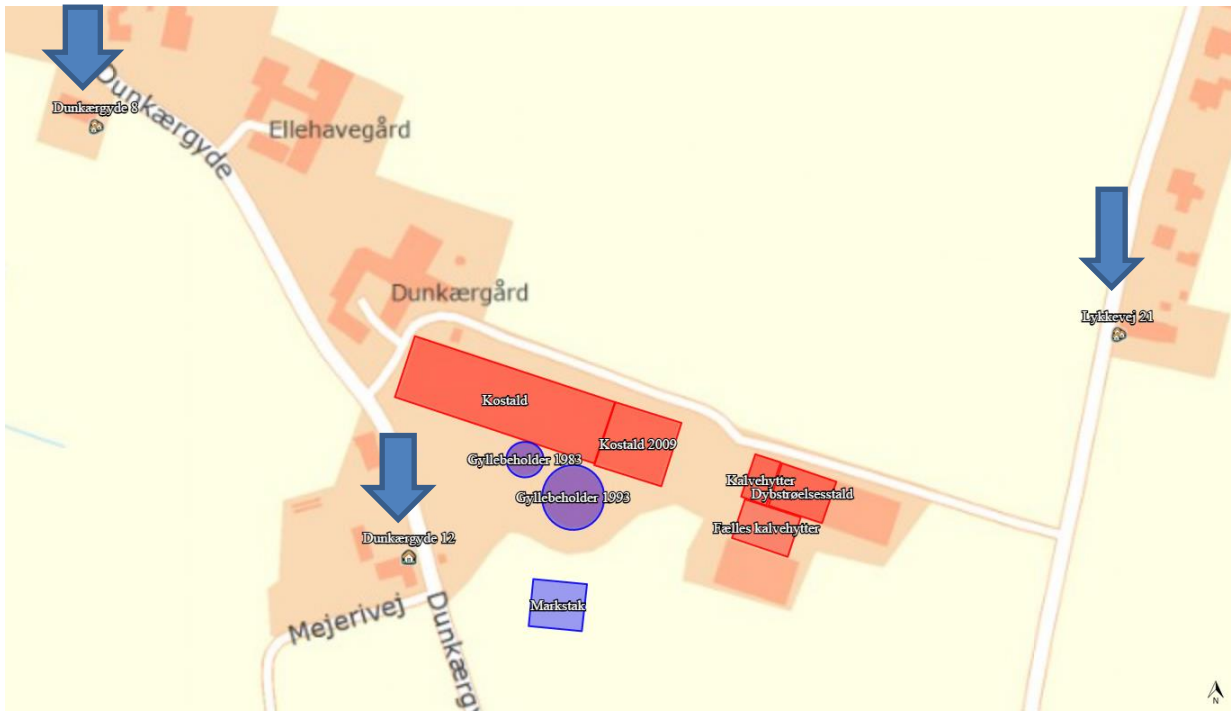 Dunkærgyde 8
Dunkærgyde
Ellehavegård
Dunkærgård
Lykkevej 21
Kostald
Kostald 2009
Gyllebeholder 1983
Kalvehytter
Dybstrøelsesstald
Gyllebeholder 1993
Fælles kalvehytter
Dunkærgyde 12
Markstak
Mejerivej
Dunkærgy
N